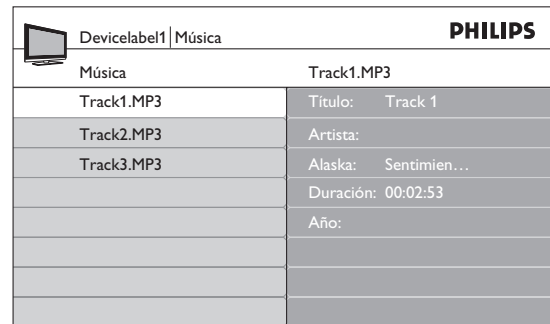 Devicelabel1 | Música
PHILIPS
Música
Track1.MP3
Track1.MP3
Track2.MP3
Track3.MP3
Título: Track 1
Artista:
Alaska: Sentimien…
Duración: 00:02:53
Año: